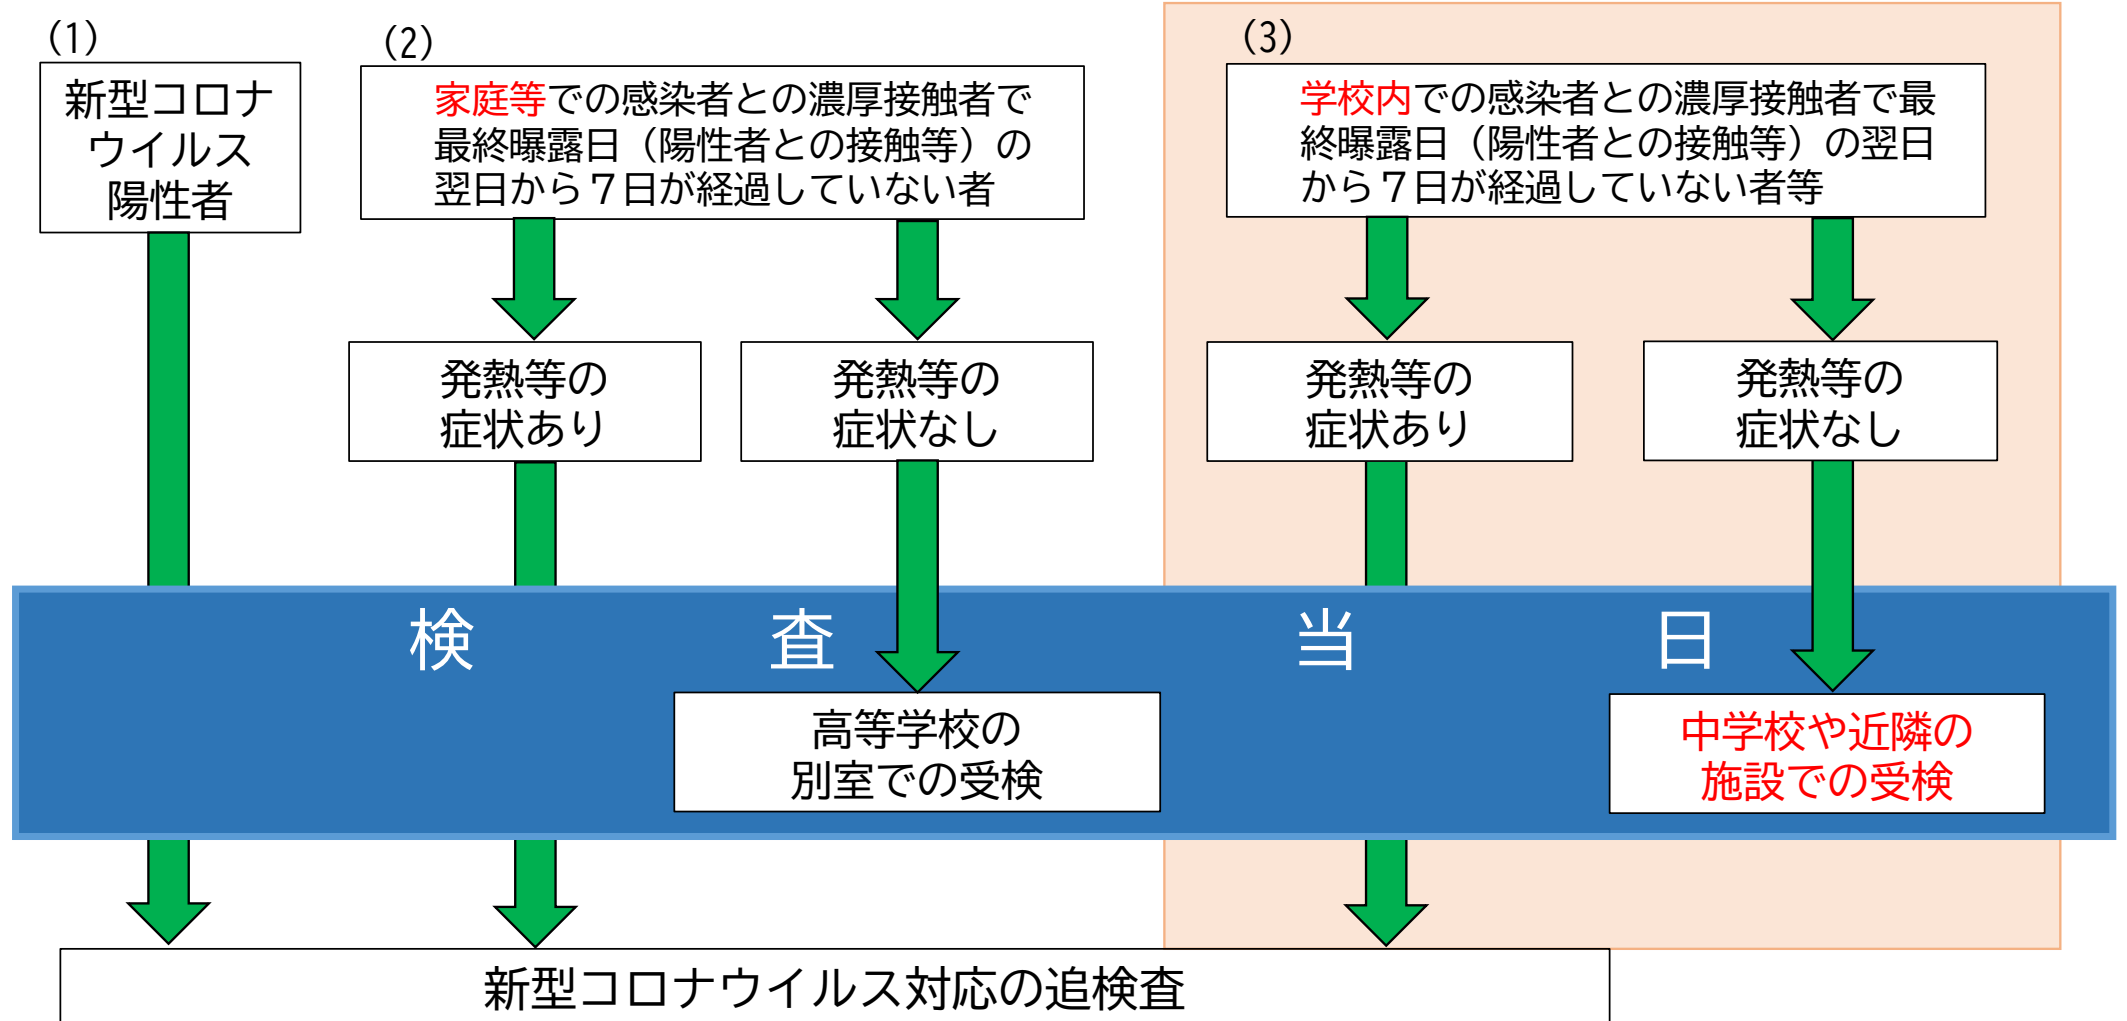 (1)
新型コロナ
ウイルス
陽性者
(2)
家庭等での感染者との濃厚接触者で
最終曝露日（陽性者との接触等）の
翌日から７日が経過していない者
(3)
学校内での感染者との濃厚接触者で最
終曝露日（陽性者との接触等）の翌日
から７日が経過していない者等
発熱等の
症状あり
発熱等の
症状なし
発熱等の
症状あり
発熱等の
症状なし
検査当日
高等学校の
別室での受検
中学校や近隣の
施設での受検
新型コロナウイルス対応の追検査